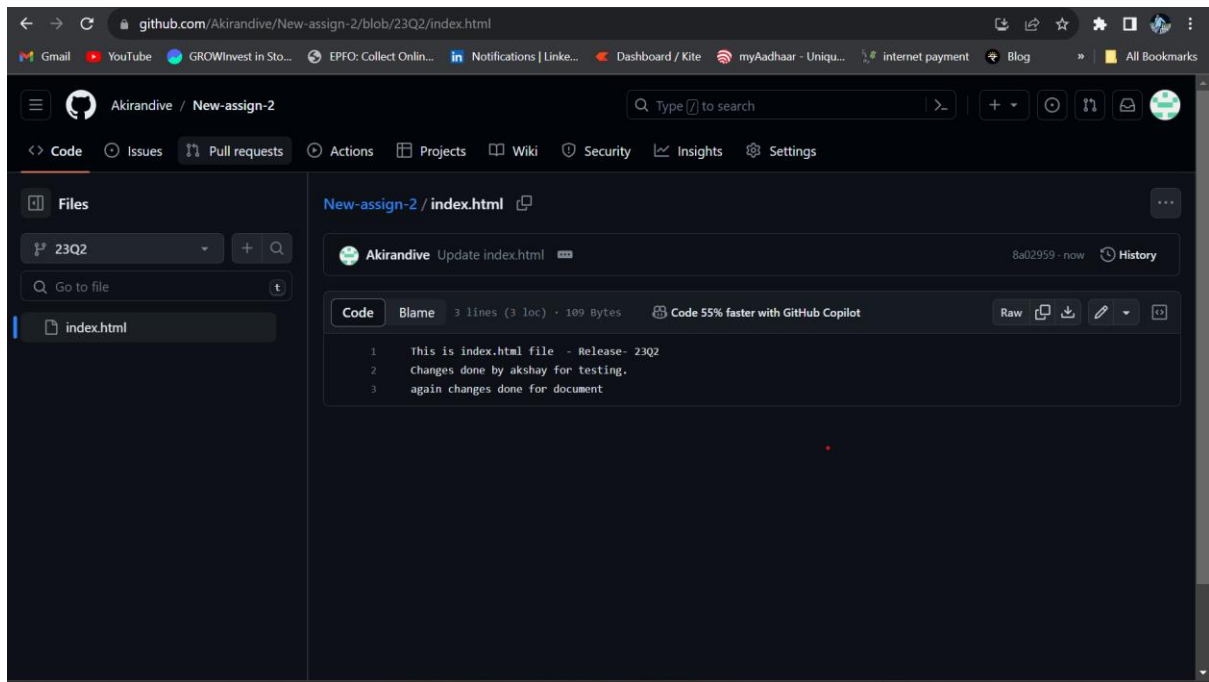 github.com/Akirandive/New-assign-2/blob/23Q2/index.html
Gmail YouTube GROWInvest in Sto... EPFO: Collect Onlin... Notifications | Linke... Dashboard / Kite myAadhaar - Uniqu... internet payment Blog » All Bookmarks
Akirandive / New-assign-2 Type / to search
Code Issues Pull requests Actions Projects Wiki Security Insights Settings
Files
New-assign-2 / index.html
23Q2
Akirandive Update index.html 8a02959 · now History
Go to file t
Code Blame 3 lines (3 loc) · 109 Bytes Code 55% faster with GitHub Copilot Raw
index.html
1 This is index.html file - Release- 23Q2
2 Changes done by akshay for testing.
3 again changes done for document